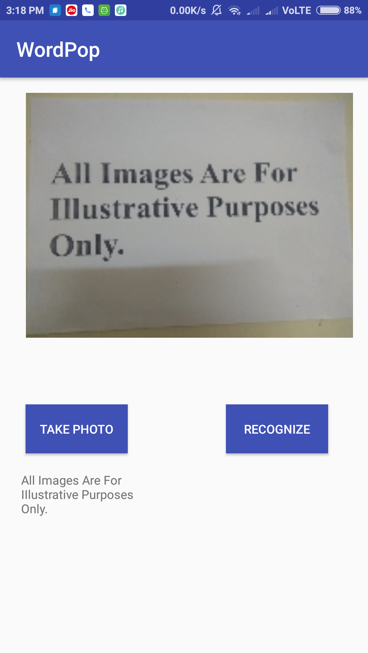 3:18 PM 0.00K/s VoLTE 88%
WordPop
All Images Are For
Illustrative Purposes
Only.
TAKE PHOTO RECOGNIZE
All Images Are For
Illustrative Purposes
Only.